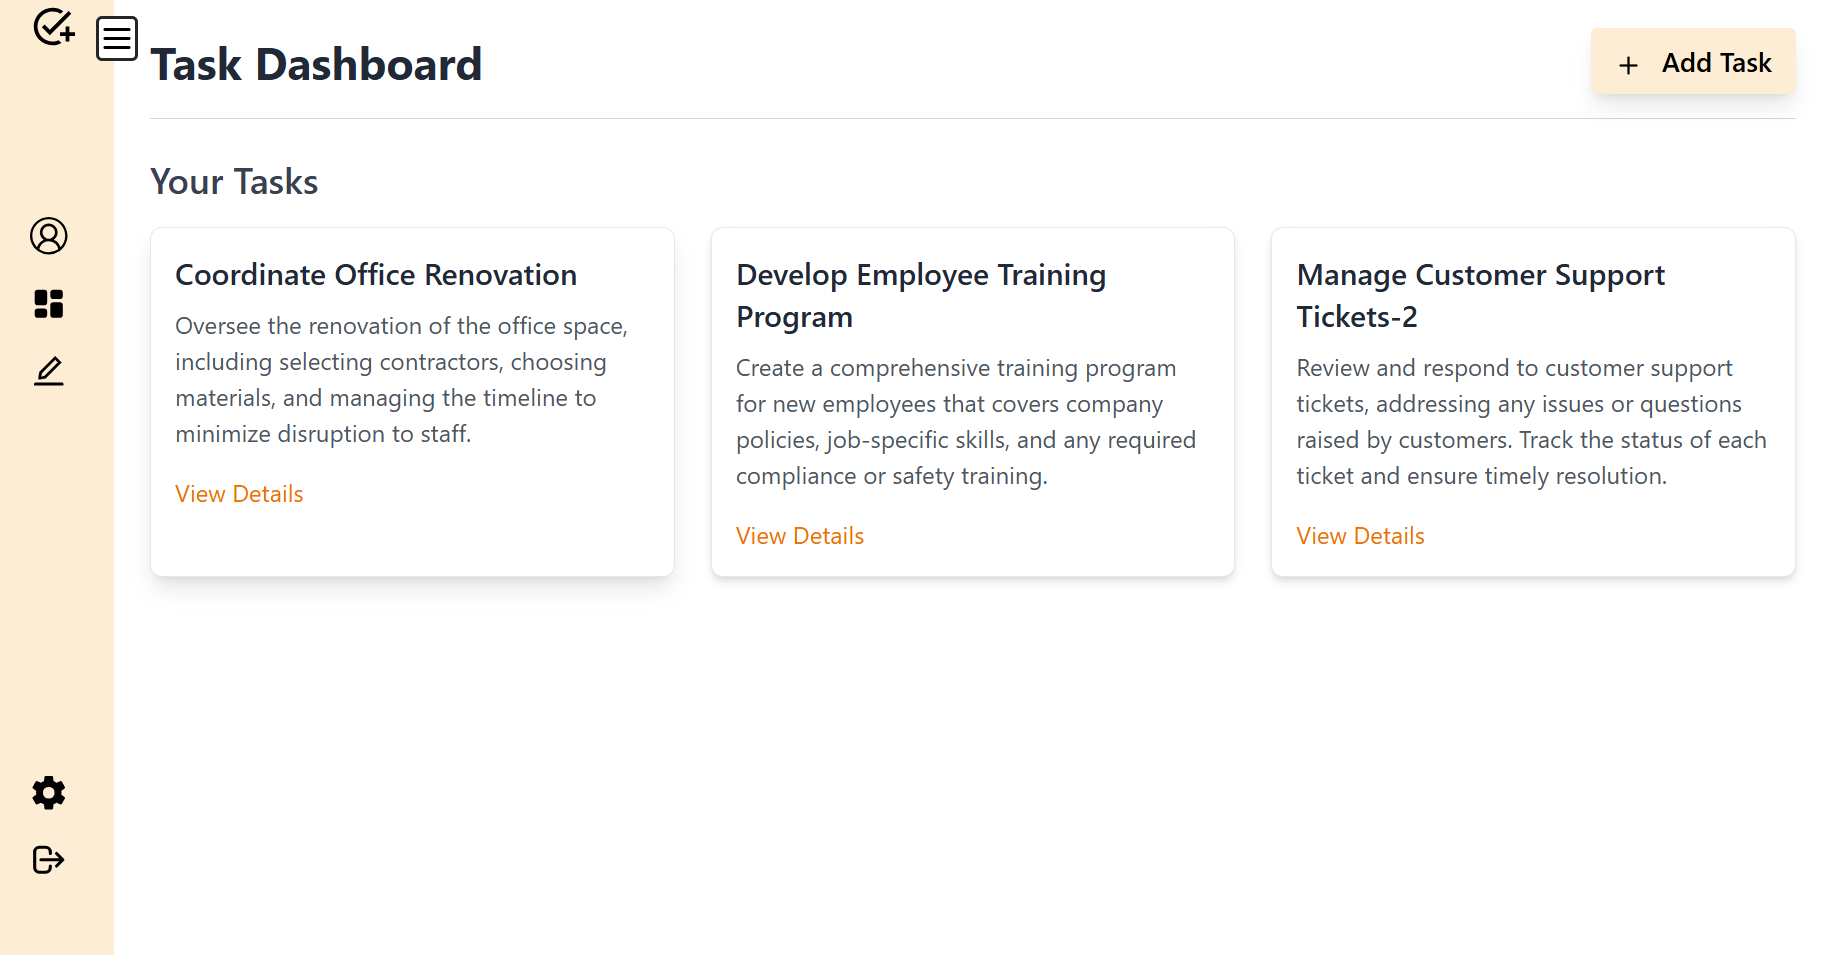 Task Dashboard
+ Add Task
Your Tasks
Coordinate Office Renovation
Oversee the renovation of the office space,
including selecting contractors, choosing
materials, and managing the timeline to
minimize disruption to staff.
View Details
Develop Employee Training
Program
Create a comprehensive training program
for new employees that covers company
policies, job-specific skills, and any required
compliance or safety training.
View Details
Manage Customer Support
Tickets-2
Review and respond to customer support
tickets, addressing any issues or questions
raised by customers. Track the status of each
ticket and ensure timely resolution.
View Details